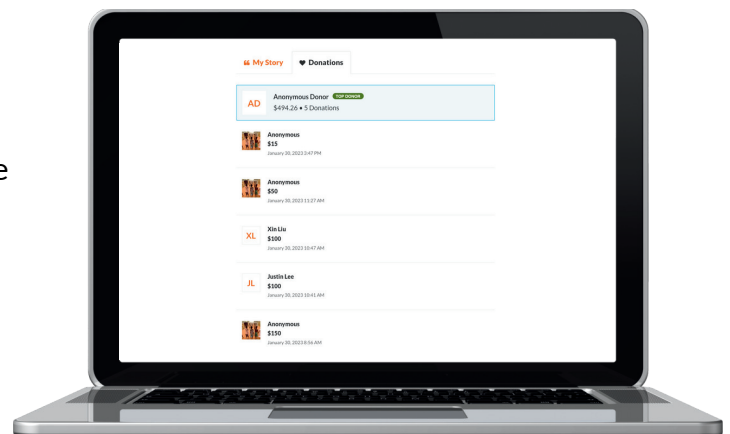 e
My Story
Donations
AD
Anonymous Donor TOP DONOR
$494.26 • 5 Donations
Anonymous
$15
January 30, 2023 2:47 PM
Anonymous
$50
January 30, 2023 11:27 AM
XL
Xin Liu
$100
January 30, 2023 10:47 AM
JL
Justin Lee
$100
January 30, 2023 10:41 AM
Anonymous
$150
January 30, 2023 8:56 AM